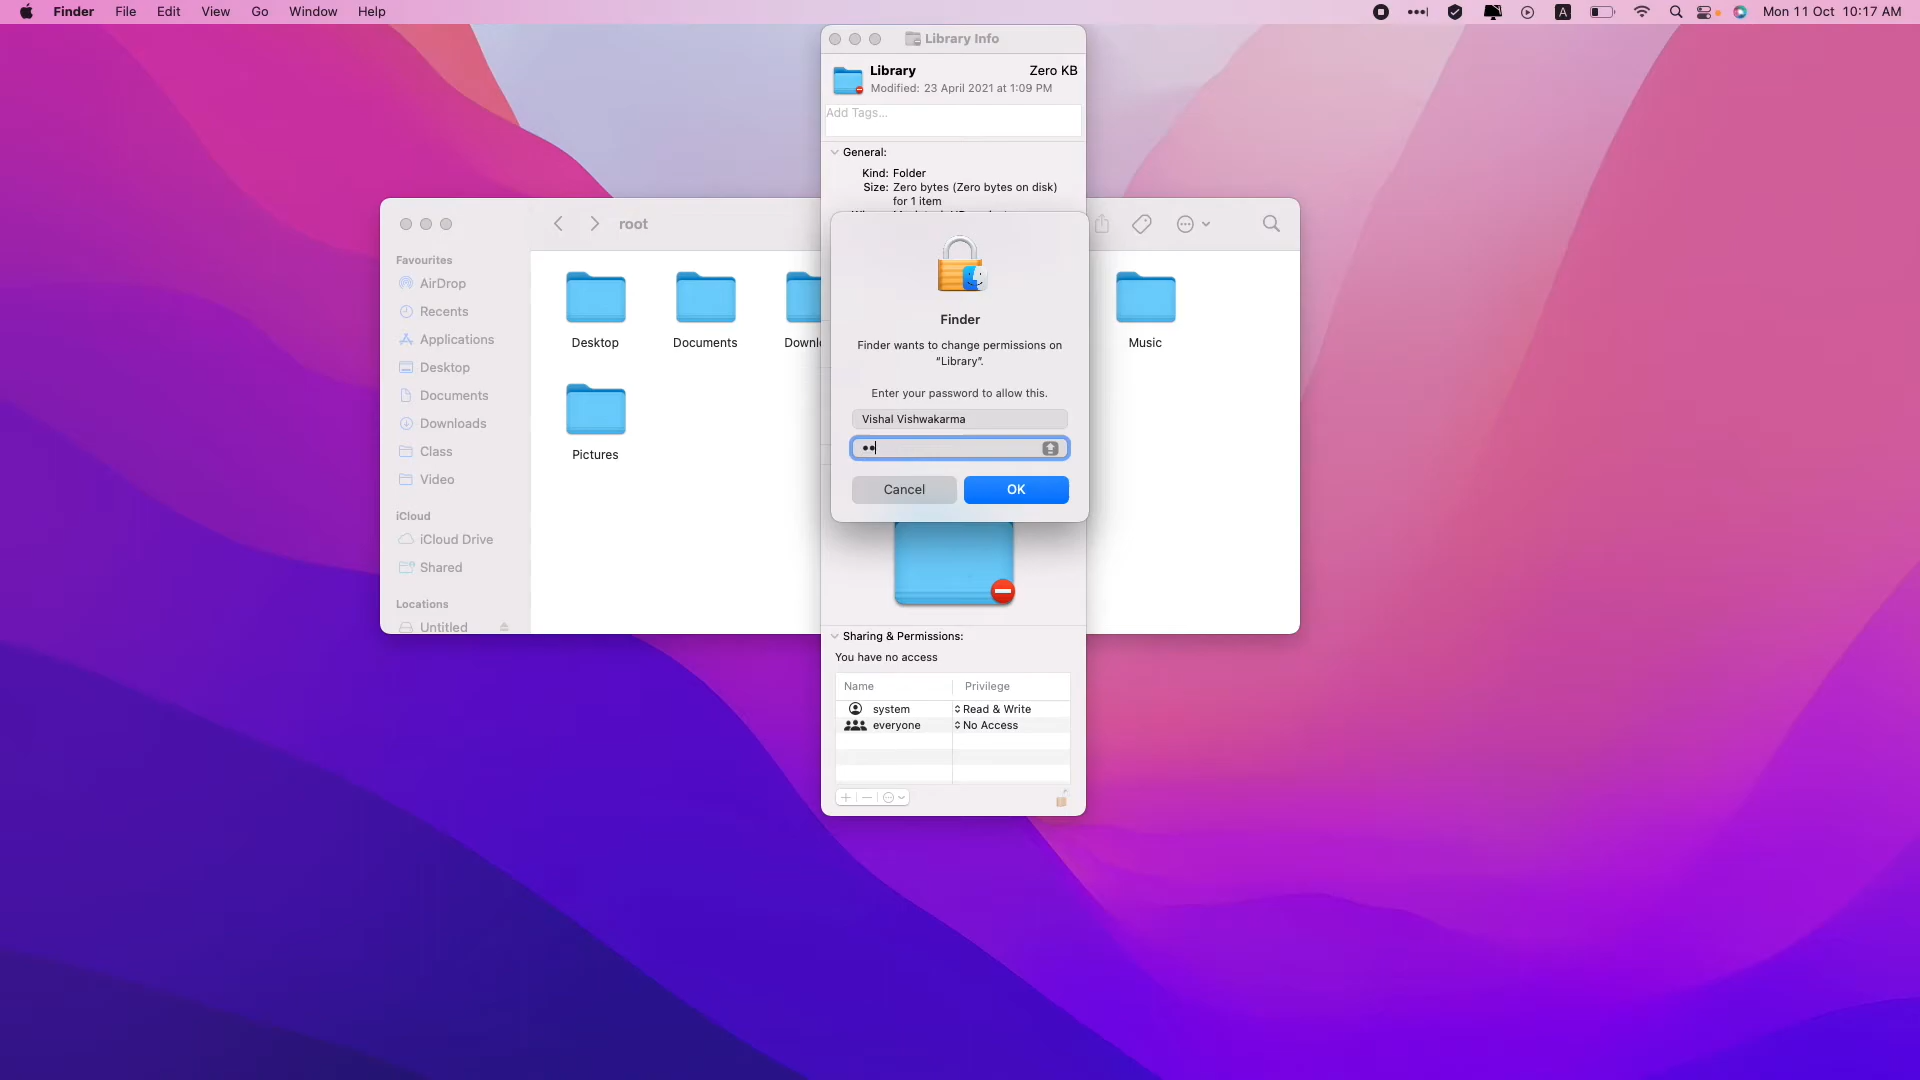 Finder File Edit View Go Window Help
A
Mon 11 Oct 10:17 AM
Library Info
Library Zero KB
Modified: 23 April 2021 at 1:09 PM
Add Tags...
General:
Kind: Folder
Size: Zero bytes (Zero bytes on disk)
for 1 item
root
Favourites
AirDrop
Recents
Applications
Desktop
Documents
Downloads
Class
Video
iCloud
iCloud Drive
Shared
Locations
Untitled
Desktop
Documents
Downl
Music
Pictures
Finder
Finder wants to change permissions on
“Library”.
Enter your password to allow this.
Vishal Vishwakarma
Cancel OK
Sharing & Permissions:
You have no access
Name Privilege
system Read & Write
everyone No Access